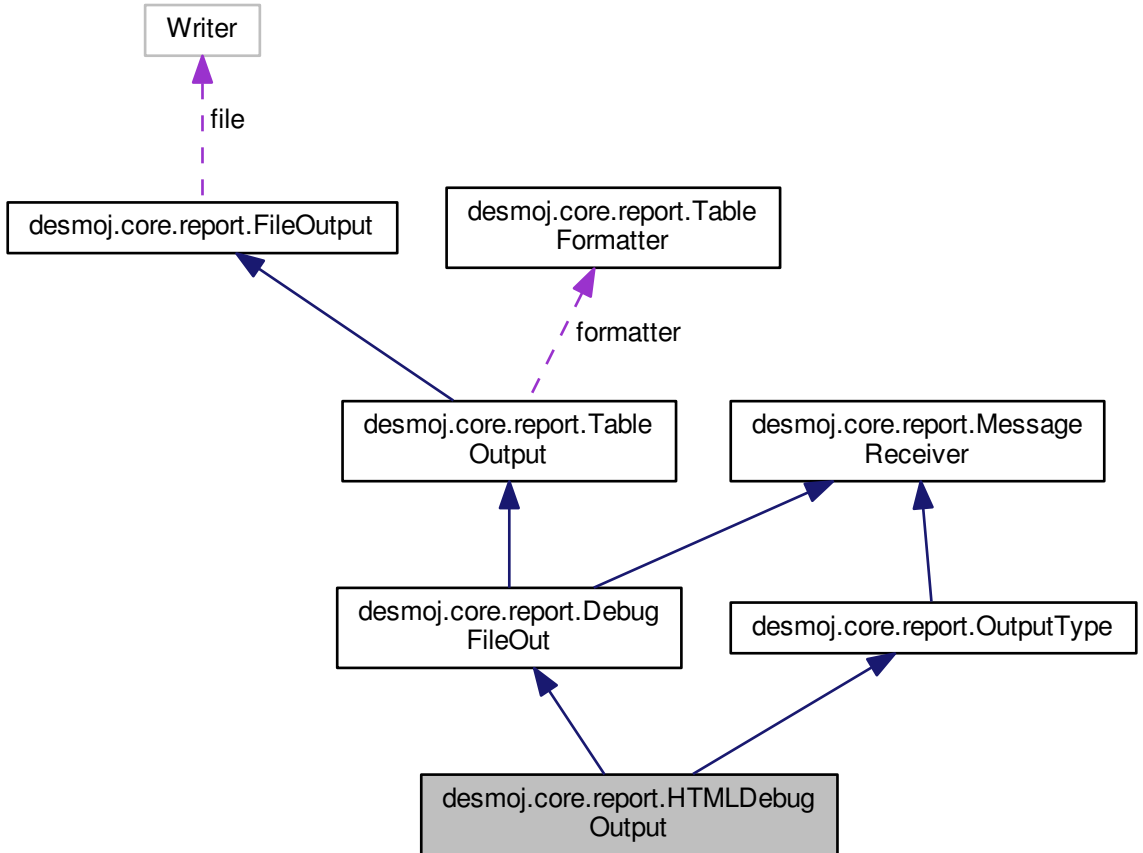 Writer
file
desmoj.core.report.FileOutput
desmoj.core.report.Table
Formatter
formatter
desmoj.core.report.Table
Output
desmoj.core.report.Message
Receiver
desmoj.core.report.Debug
FileOut
desmoj.core.report.OutputType
desmoj.core.report.HTMLDebug
Output